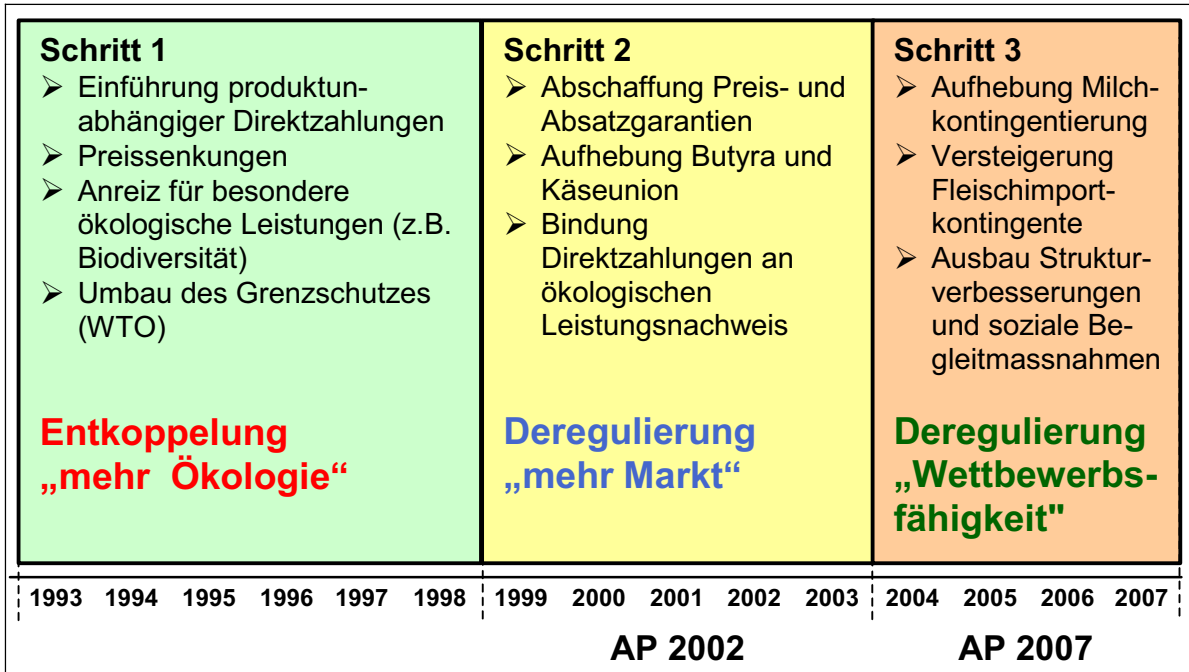 Schritt 1
➢ Einführung produktun-
abhängiger Direktzahlungen
➢ Preissenkungen
➢ Anreiz für besondere
ökologische Leistungen (z.B.
Biodiversität)
➢ Umbau des Grenzschutzes
(WTO)
Entkoppelung
„mehr Ökologie“
Schritt 2
➢ Abschaffung Preis- und
Absatzgarantien
➢ Aufhebung Butyra und
Käseunion
➢ Bindung
Direktzahlungen an
ökologischen
Leistungsnachweis
Deregulierung
„mehr Markt“
Schritt 3
➢ Aufhebung Milch-
kontingentierung
➢ Versteigerung
Fleischimport-
kontingente
➢ Ausbau Struktur-
verbesserungen
und soziale Be-
gleitmassnahmen
Deregulierung
„Wettbewerbs-
fähigkeit"
1993 1994 1995 1996 1997 1998 1999 2000 2001 2002 2003 2004 2005 2006 2007
AP 2002 AP 2007